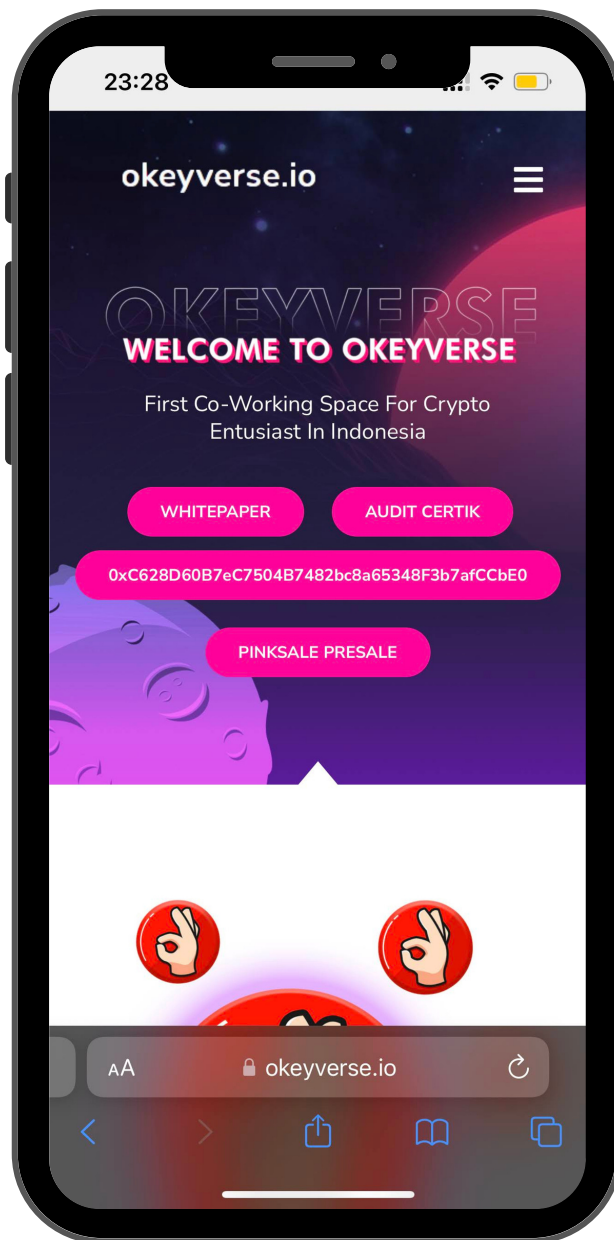 23:28
okeyverse.io
OKEYVERSE
WELCOME TO OKEYVERSE
First Co-Working Space For Crypto
Entusiast In Indonesia
WHITEPAPER
AUDIT CERTIK
0xC628D60B7eC7504B7482bc8a65348F3b7afCCbE0
PINKSALE PRESALE
AA
okeyverse.io